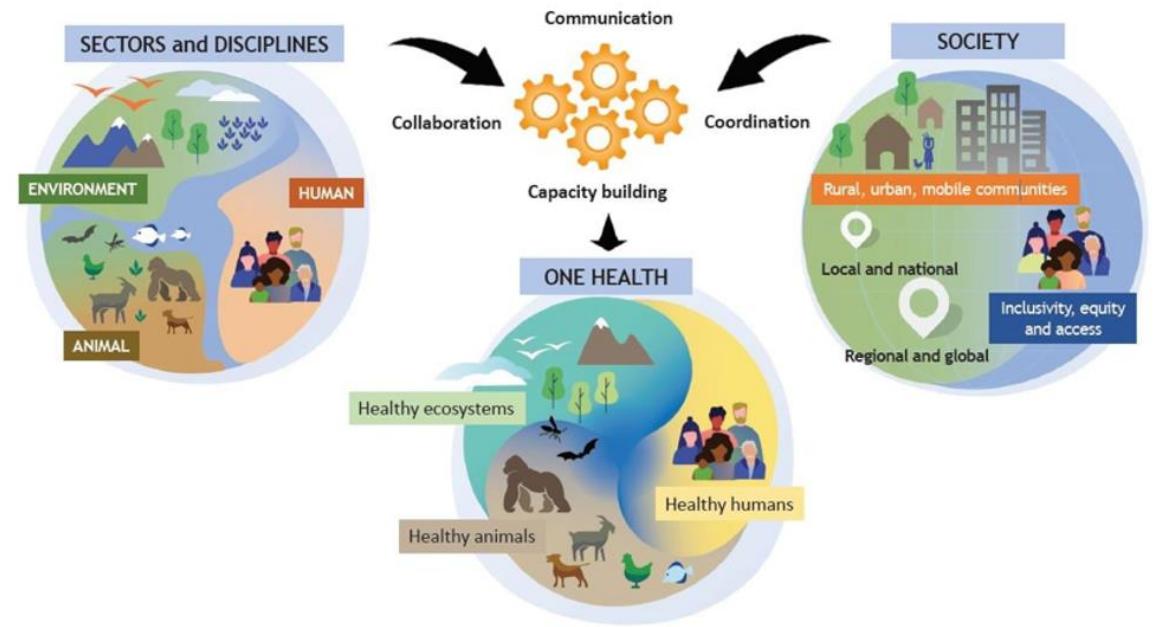 SECTORS and DISCIPLINES
ENVIRONMENT
HUMAN
ANIMAL
Communication
Collaboration
Coordination
Capacity building
SOCIETY
Rural, urban, mobile communities
Local and national
Inclusivity, equity
and access
Regional and global
ONE HEALTH
Healthy ecosystems
Healthy humans
Healthy animals